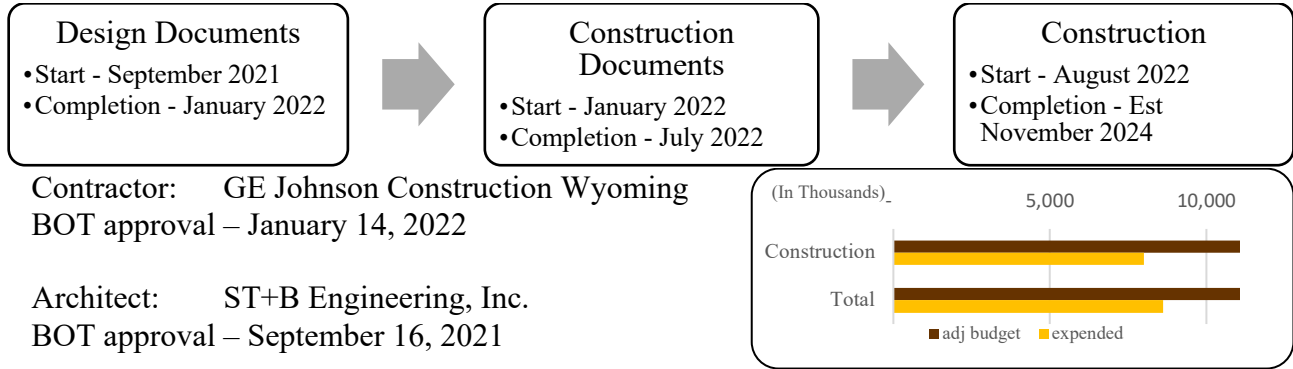 Design Documents
•Start - September 2021
•Completion - January 2022
Construction
Documents
•Start - January 2022
•Completion - July 2022
Construction
•Start - August 2022
•Completion - Est
November 2024
Contractor: GE Johnson Construction Wyoming
BOT approval – January 14, 2022
Architect: ST+B Engineering, Inc.
BOT approval – September 16, 2021
(In Thousands) - 5,000 10,000
Construction
Total
adj budget expended